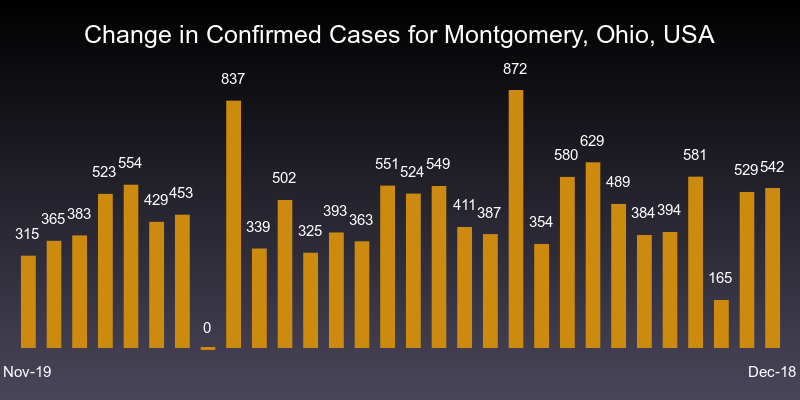 Change in Confirmed Cases for Montgomery, Ohio, USA
315 365 383 523 554 429 453 0 837 339 502 325 393 363 551 524 549 411 387 872 354 580 629 489 384 394 581 165 529 542
Nov-19 Dec-18